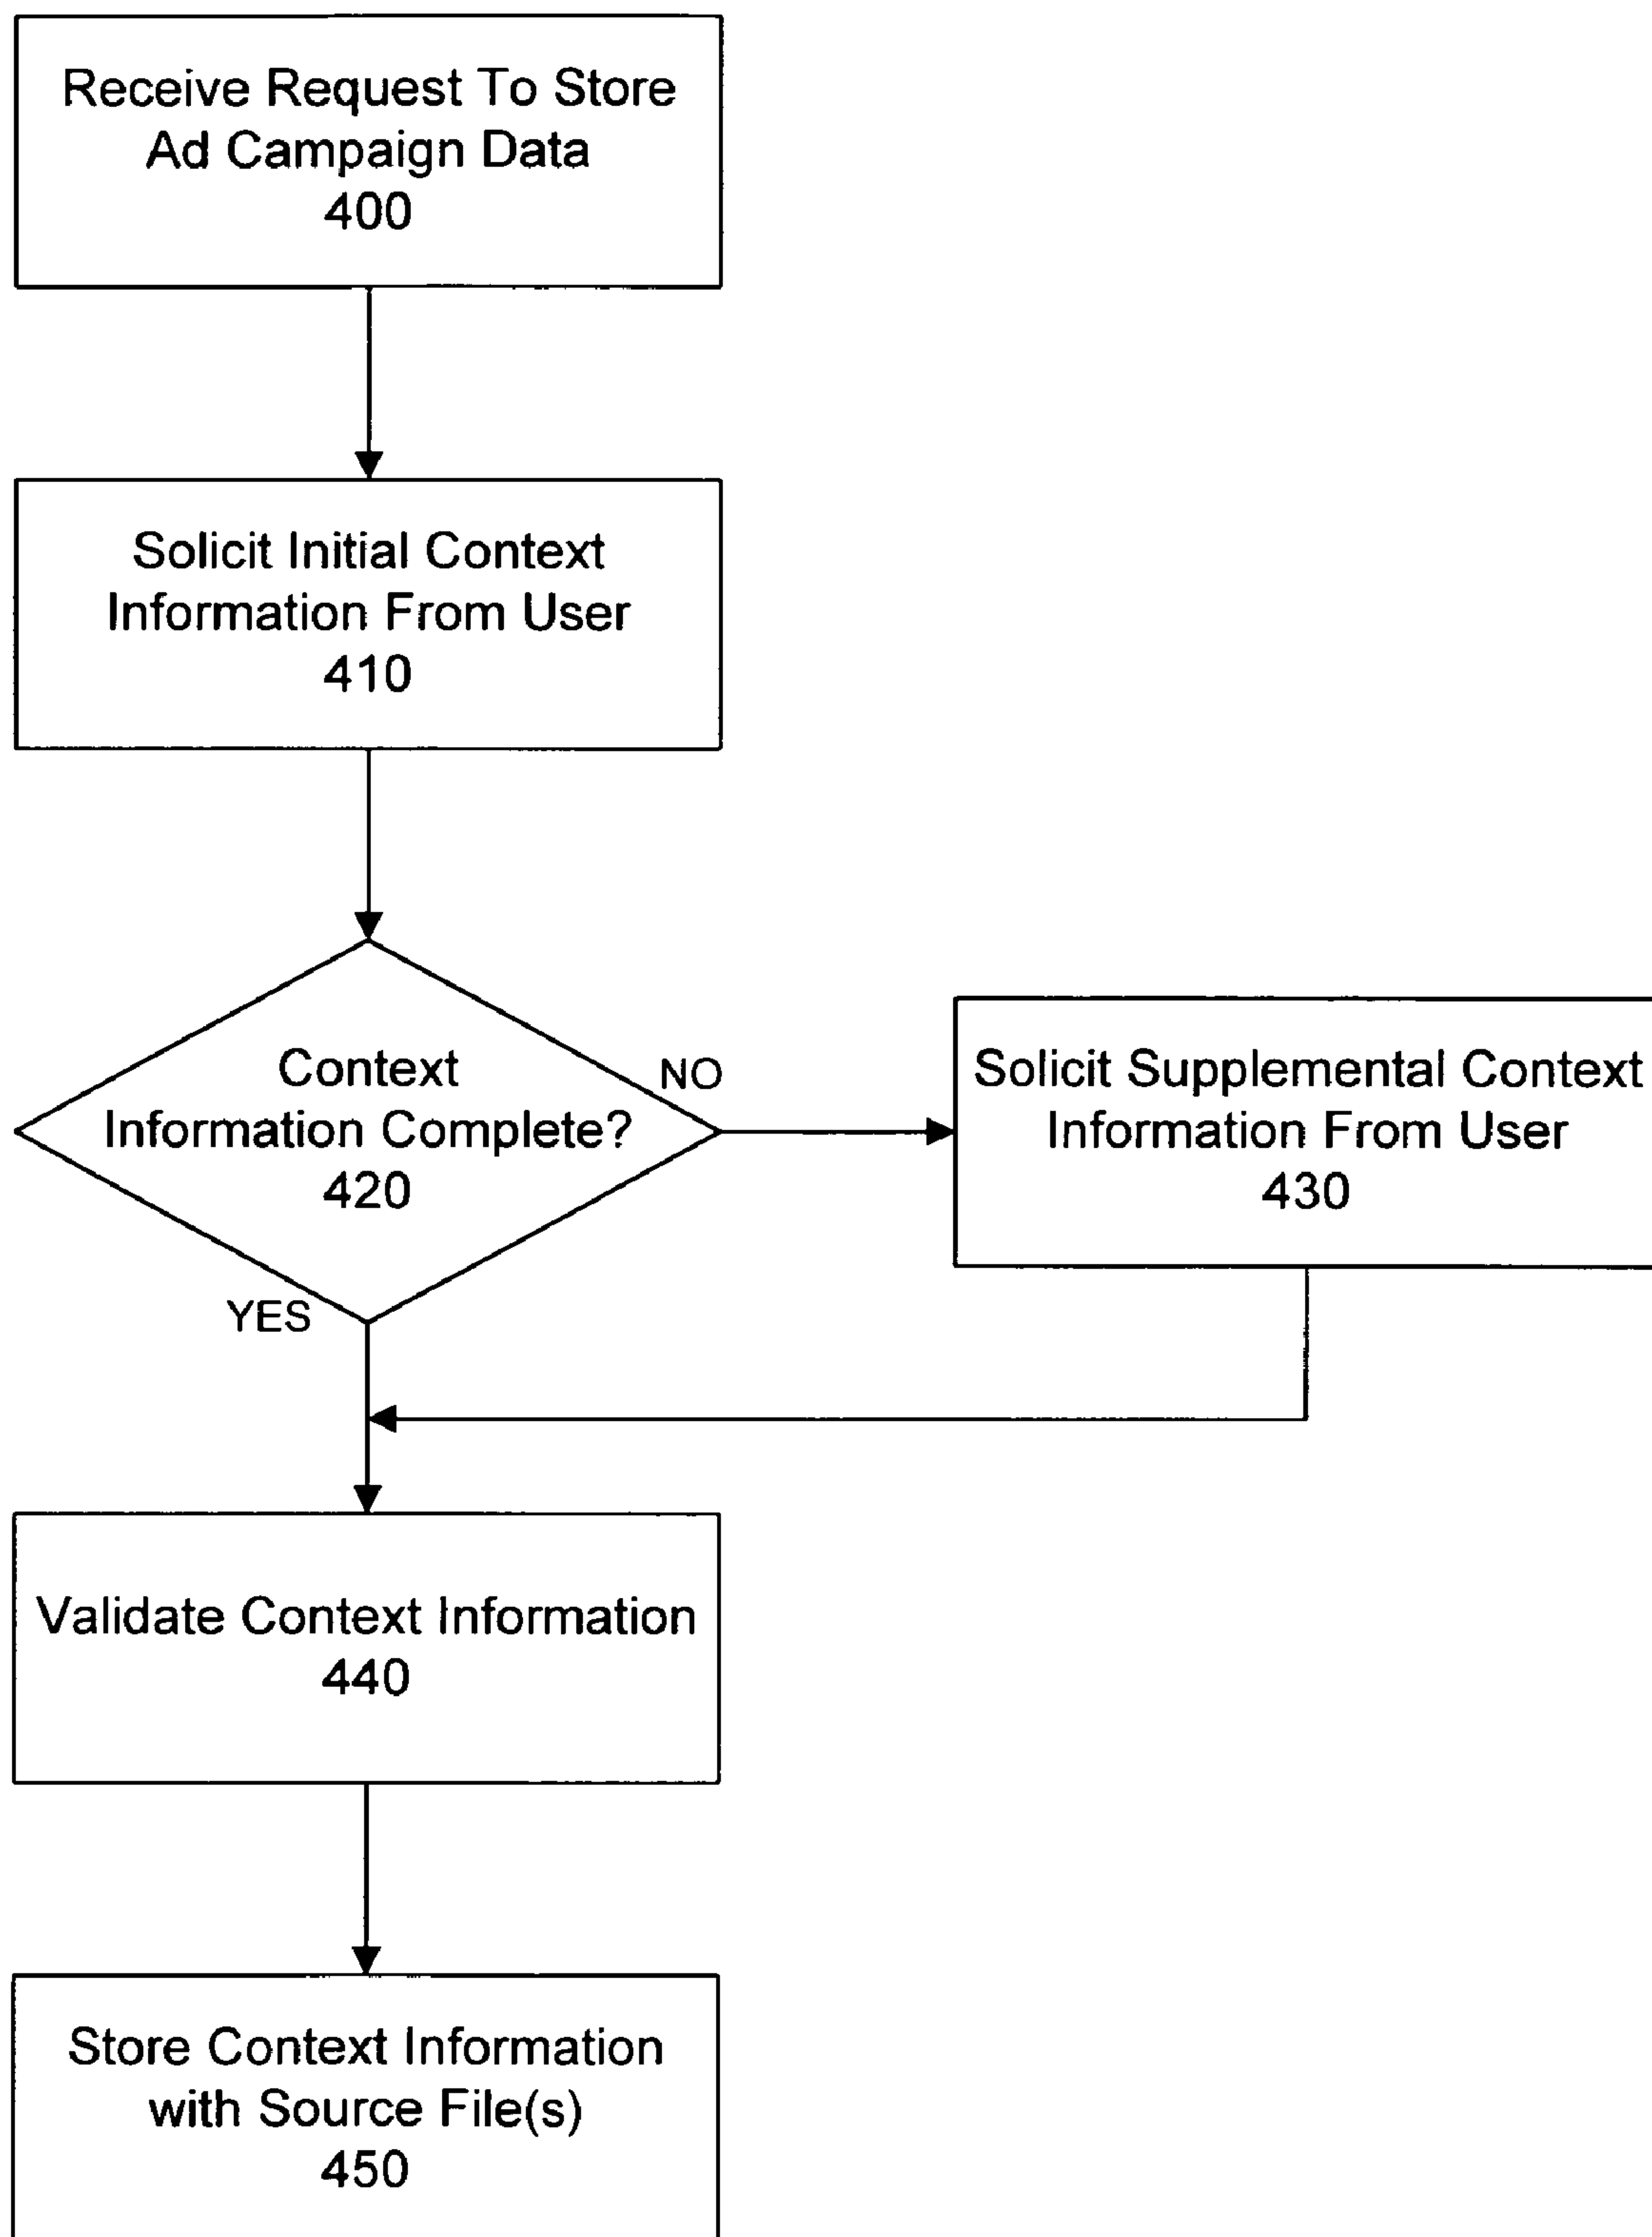 Receive Request To Store
Ad Campaign Data
400
Solicit Initial Context
Information From User
410
Context
Information Complete?
420
NO
YES
Solicit Supplemental Context
Information From User
430
Validate Context Information
440
Store Context Information
with Source File(s)
450